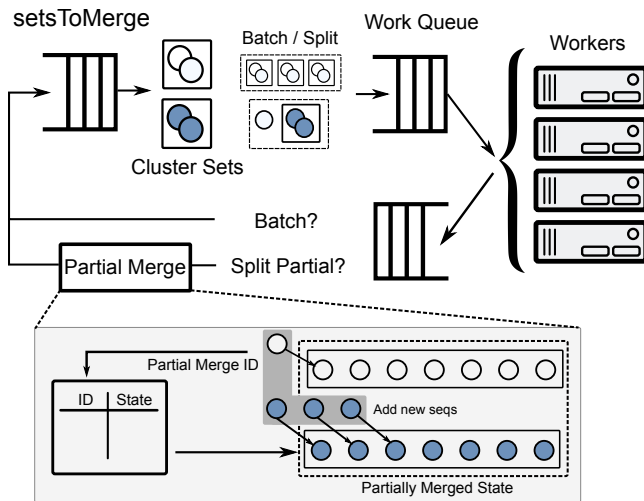 setsToMerge
Batch / Split
Work Queue
Workers
Cluster Sets
Batch?
Partial Merge
Split Partial?
Partial Merge ID
ID
State
Add new seqs
Partially Merged State